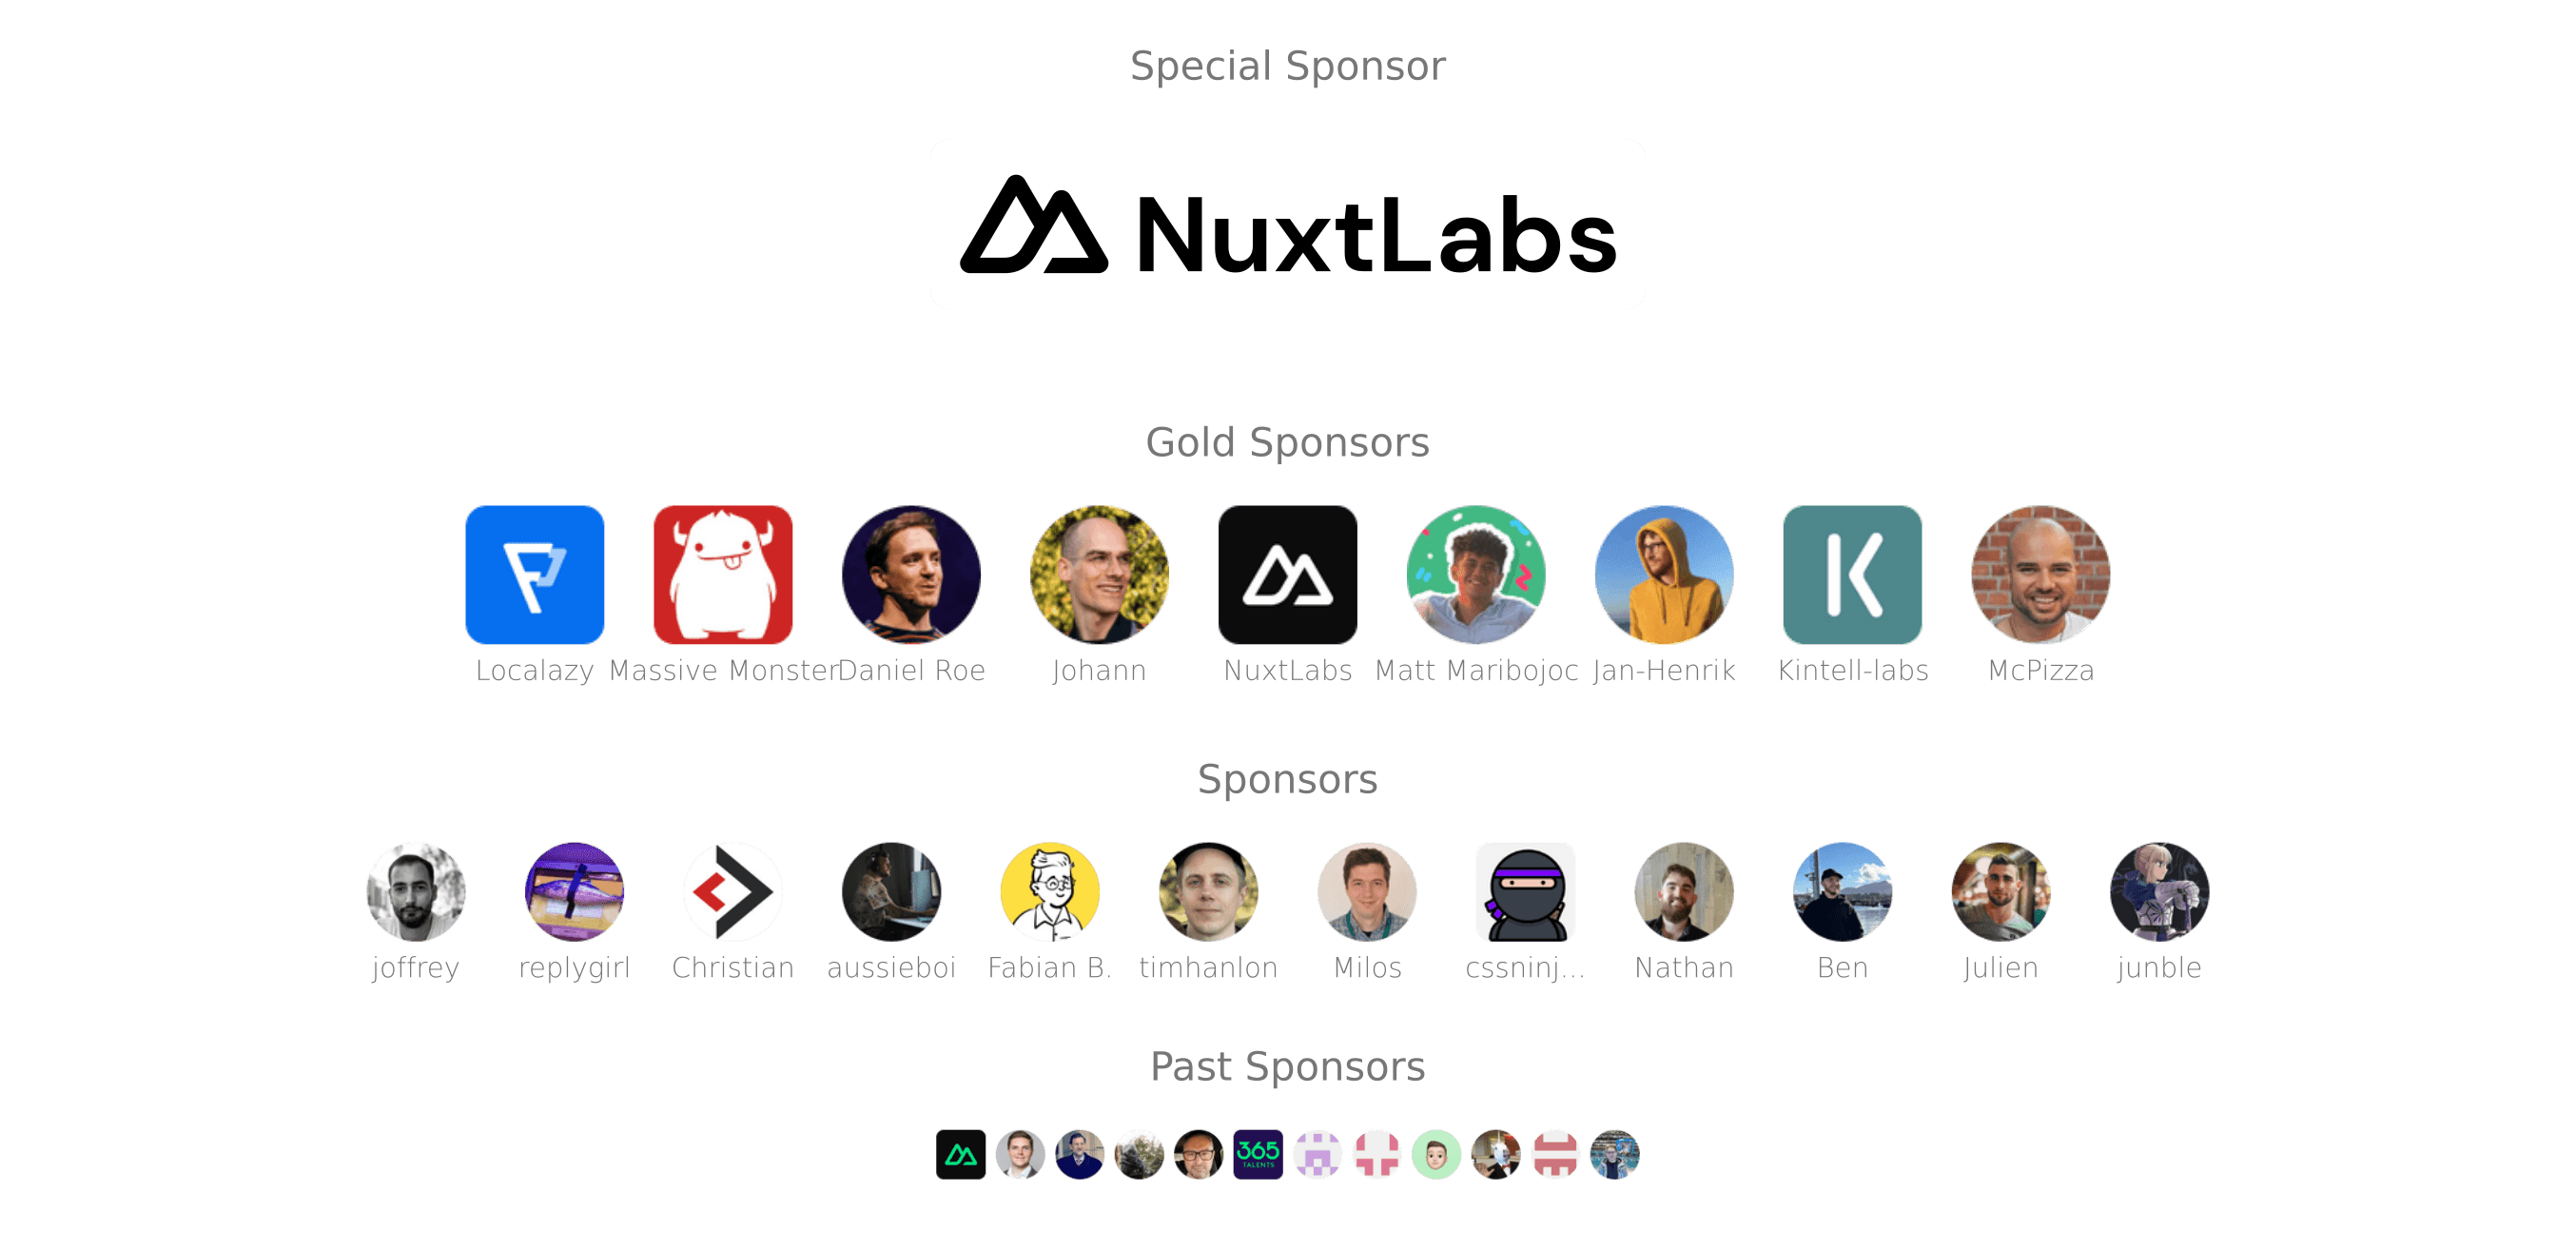 Special Sponsor
NuxtLabs
Gold Sponsors
Localazy Massive Monster Daniel Roe Johann NuxtLabs Matt Maribojoc Jan-Henrik Kintell-labs McPizza
Sponsors
joffrey replygirl Christian aussieboi Fabian B. timhanlon Milos cssninj... Nathan Ben Julien junble
Past Sponsors
365
TALENTS